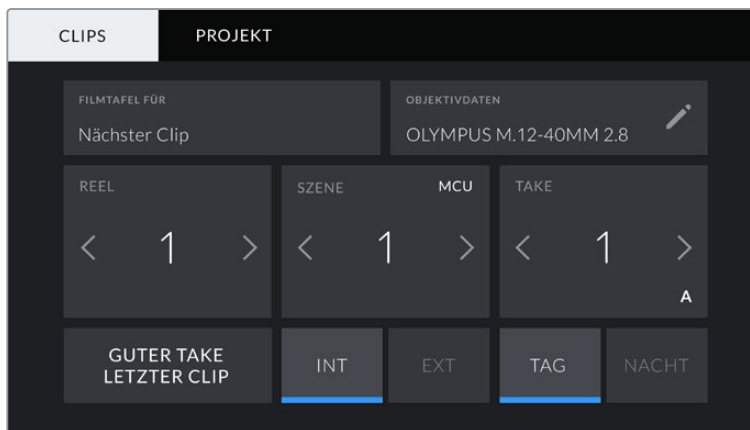 CLIPS PROJEKT
FILMTAFEL FÜR OBJEKTIVDATEN
Nächster Clip OLYMPUS M.12-40MM 2.8
REEL SZENE MCU TAKE
1 1 1
A
GUTER TAKE
LETZTER CLIP INT EXT TAG NACHT